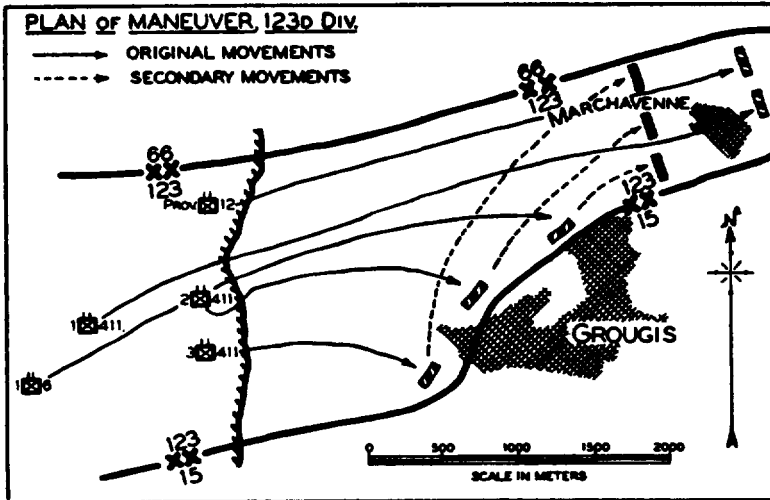 PLAN OF MANEUVER, 123D DIV.
ORIGINAL MOVEMENTS
SECONDARY MOVEMENTS
66
123
MARCHAVENNE
66
123
PROV 12
123
15
N
2 411
1 411
GROUGIS
3 411
1 6
123
15
0 500 1000 1500 2000
SCALE IN METERS